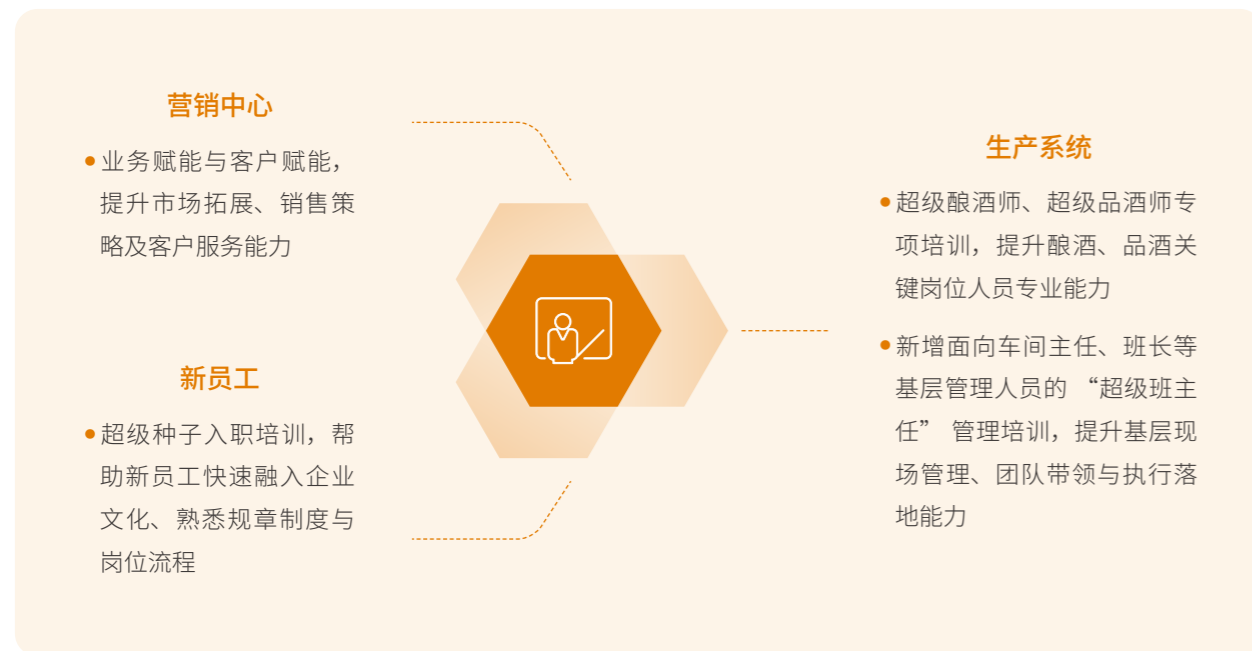 营销中心
●业务赋能与客户赋能，
提升市场拓展、销售策
略及客户服务能力
新员工
●超级种子入职培训，帮
助新员工快速融入企业
文化、熟悉规章制度与
岗位流程
生产系统
●超级酿酒师、超级品酒师专
项培训，提升酿酒、品酒关
键岗位人员专业能力
●新增面向车间主任、班长等
基层管理人员的 “超级班主
任” 管理培训，提升基层现
场管理、团队带领与执行落
地能力